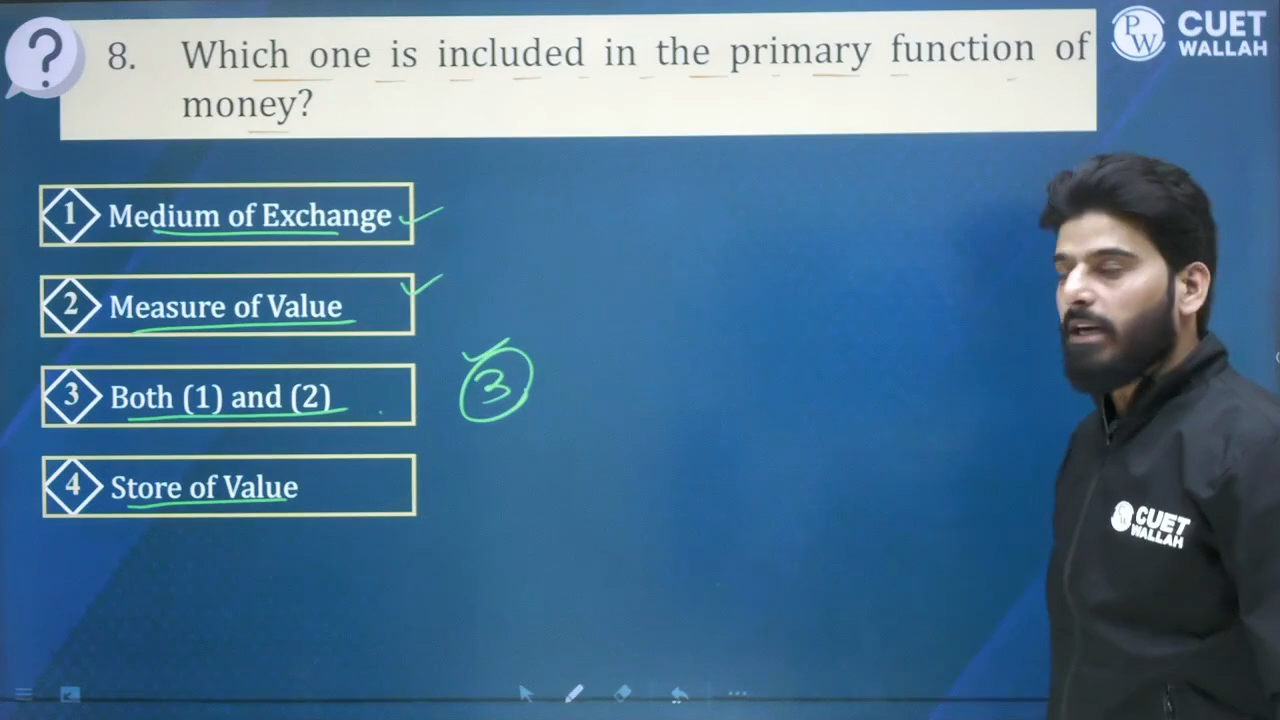 ?
8. Which one is included in the primary function of
money?
PW CUET
WALLAH
1 Medium of Exchange
2 Measure of Value
3 Both (1) and (2)
3
4 Store of Value
CUET
WALLAH